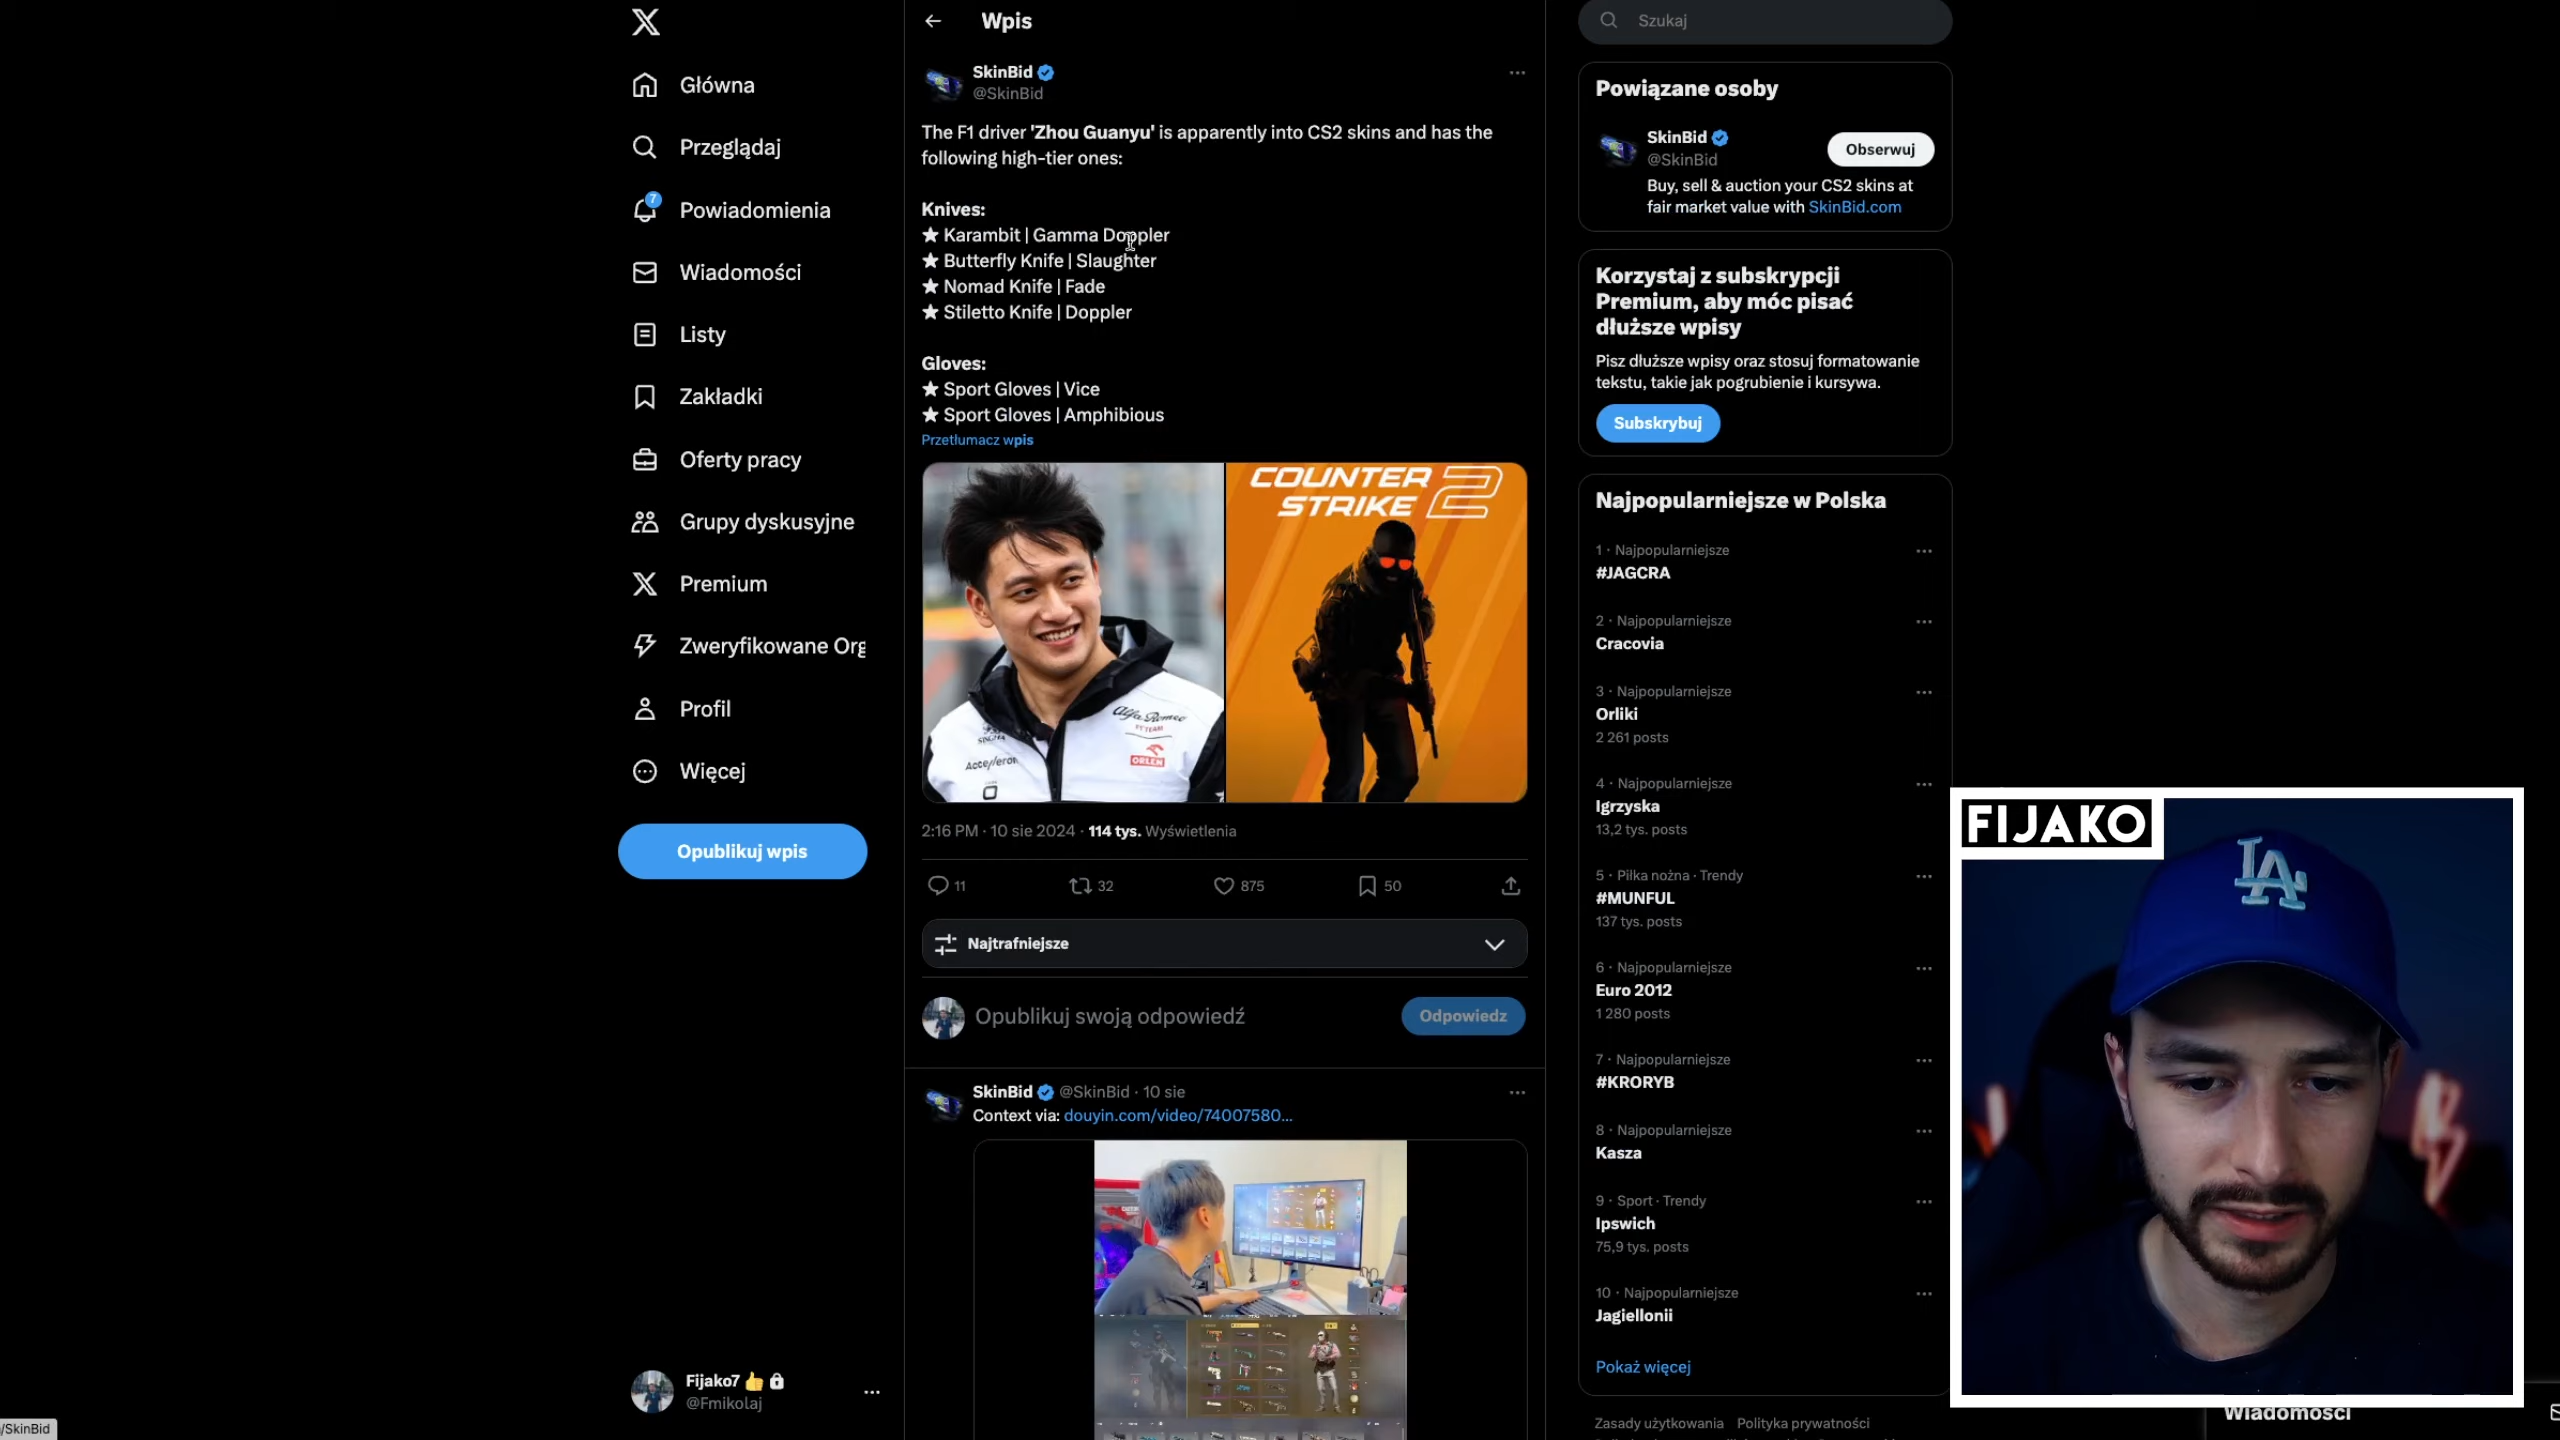 Wpis
Szukaj
Główna
Przeglądaj
7
Powiadomienia
Wiadomości
Listy
Zakładki
Oferty pracy
Grupy dyskusyjne
Premium
Zweryfikowane Org
Profil
Więcej
Opublikuj wpis
Fijako7
@Fmikolaj
/SkinBid
SkinBid
@SkinBid
The F1 driver 'Zhou Guanyu' is apparently into CS2 skins and has the
following high-tier ones:
Knives:
★ Karambit | Gamma Doppler
★ Butterfly Knife | Slaughter
★ Nomad Knife | Fade
★ Stiletto Knife | Doppler
Gloves:
★ Sport Gloves | Vice
★ Sport Gloves | Amphibious
Przetłumacz wpis
COUNTER
STRIKE 2
Alfa Romeo
F1 TEAM
SINGHA
Acceleron
ORLEN
2:16 PM · 10 sie 2024 · 114 tys. Wyświetlenia
11
32
875
50
Najtrafniejsze
Opublikuj swoją odpowiedź
Odpowiedz
SkinBid @SkinBid · 10 sie
Context via: douyin.com/video/74007580...
Powiązane osoby
SkinBid
@SkinBid
Obserwuj
Buy, sell & auction your CS2 skins at
fair market value with SkinBid.com
Korzystaj z subskrypcji
Premium, aby móc pisać
dłuższe wpisy
Pisz dłuższe wpisy oraz stosuj formatowanie
tekstu, takie jak pogrubienie i kursywa.
Subskrybuj
Najpopularniejsze w Polska
1 · Najpopularniejsze
#JAGCRA
2 · Najpopularniejsze
Cracovia
3 · Najpopularniejsze
Orliki
2 261 posts
4 · Najpopularniejsze
Igrzyska
13,2 tys. posts
5 · Piłka nożna · Trendy
#MUNFUL
137 tys. posts
6 · Najpopularniejsze
Euro 2012
1 280 posts
7 · Najpopularniejsze
#KRORYB
8 · Najpopularniejsze
Kasza
9 · Sport · Trendy
Ipswich
75,9 tys. posts
10 · Najpopularniejsze
Jagiellonii
Pokaż więcej
Zasady użytkowania Polityka prywatności
FIJAKO
LA
Wiadomości